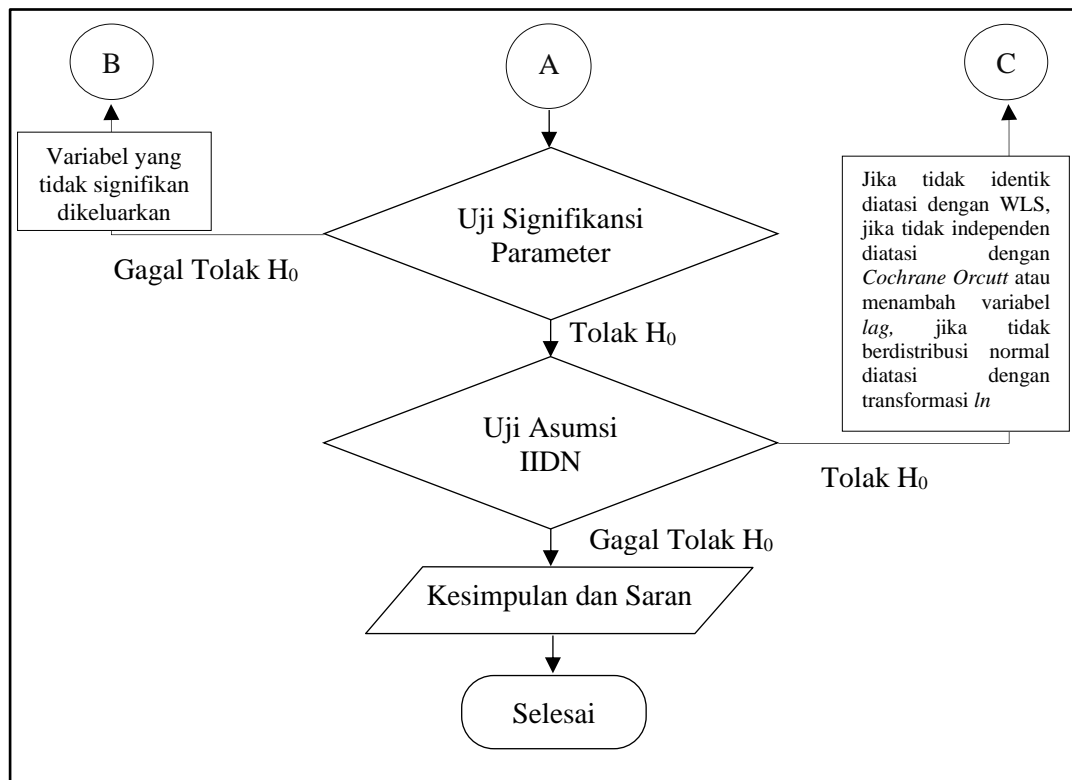 B
A
C
Variabel yang
tidak signifikan
dikeluarkan
Uji Signifikansi
Parameter
Jika tidak identik
diatasi dengan WLS,
jika tidak independen
diatasi dengan
Cochrane Orcutt atau
menambah variabel
lag, jika tidak
berdistribusi normal
diatasi dengan
transformasi ln
Gagal Tolak H₀
Tolak H₀
Uji Asumsi
IIDN
Tolak H₀
Gagal Tolak H₀
Kesimpulan dan Saran
Selesai